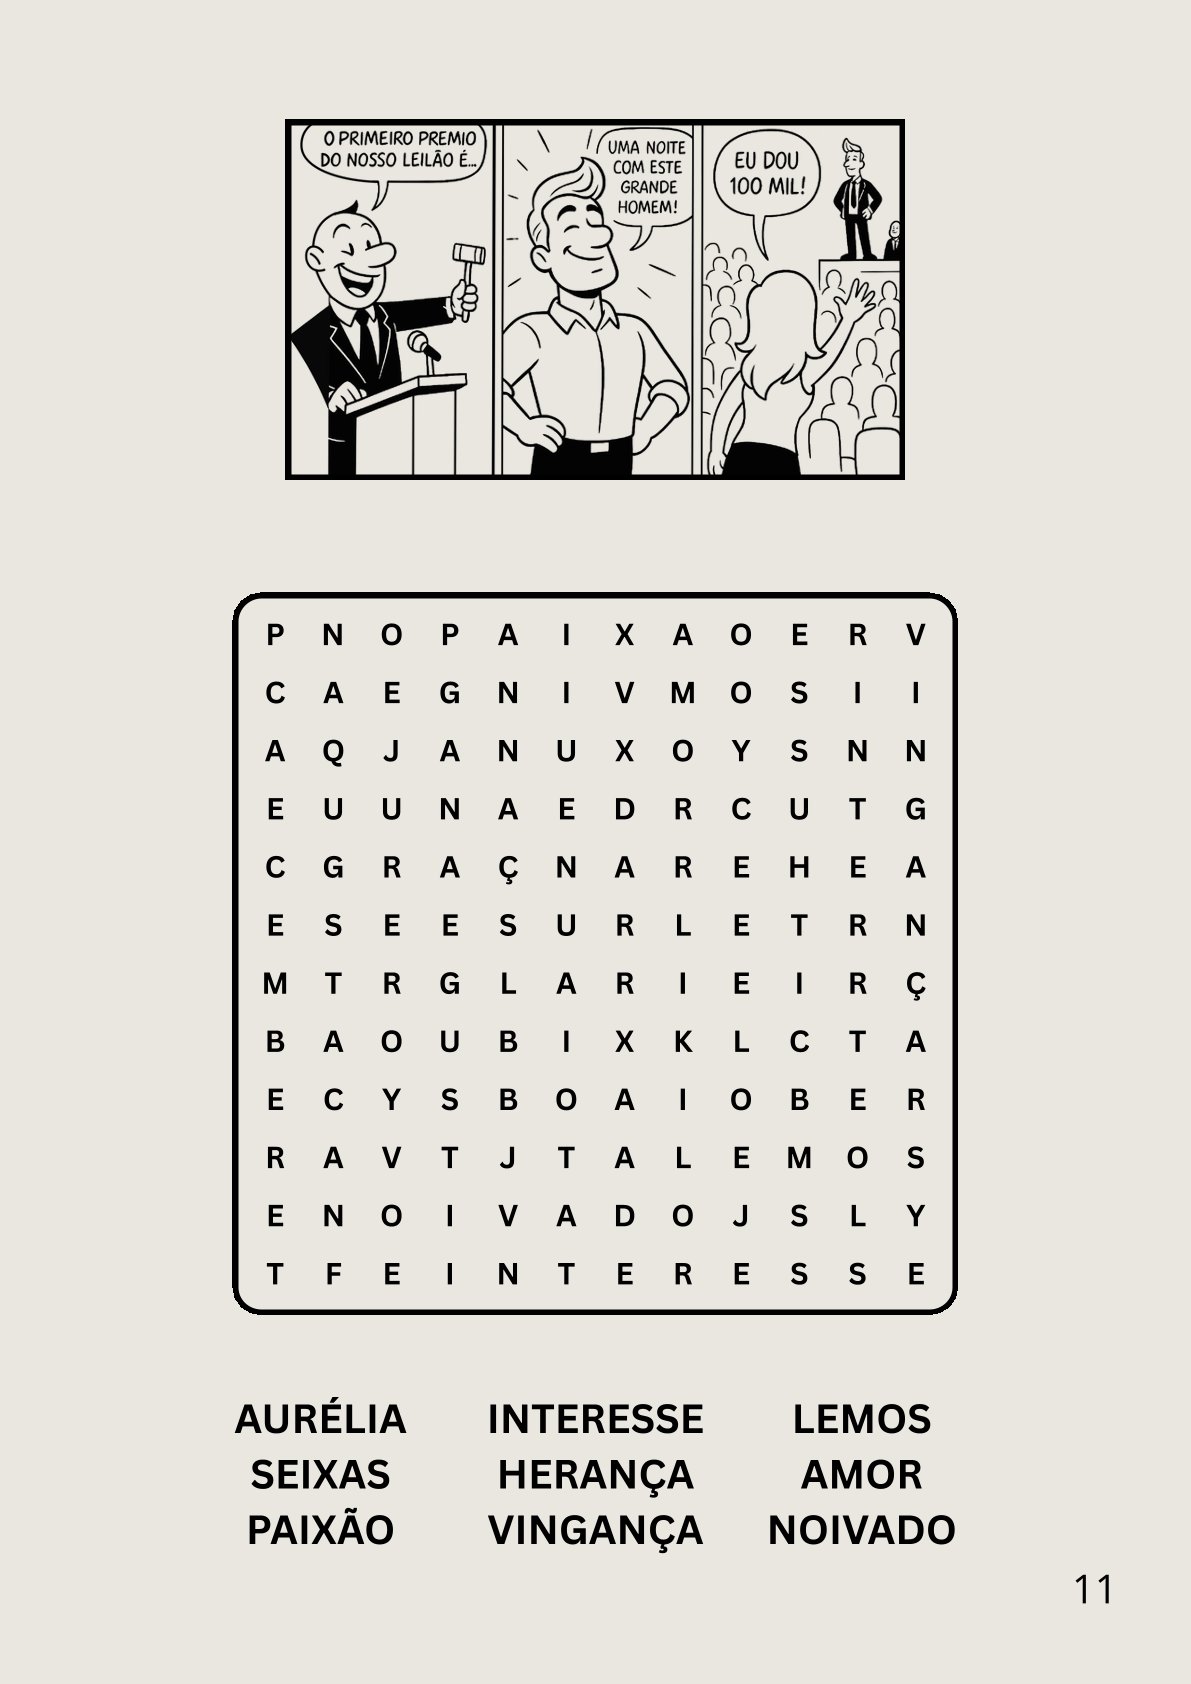 O PRIMEIRO PREMIO
DO NOSSO LEILÃO É...
UMA NOITE
COM ESTE
GRANDE
HOMEM!
EU DOU
100 MIL!
P N O P A I X A O E R V
C A E G N I V M O S I I
A Q J A N U X O Y S N N
E U U N A E D R C U T G
C G R A Ç N A R E H E A
E S E E S U R L E T R N
M T R G L A R I E I R Ç
B A O U B I X K L C T A
E C Y S B O A I O B E R
R A V T J T A L E M O S
E N O I V A D O J S L Y
T F E I N T E R E S S E
AURÉLIA INTERESSE LEMOS
SEIXAS HERANÇA AMOR
PAIXÃO VINGANÇA NOIVADO
11